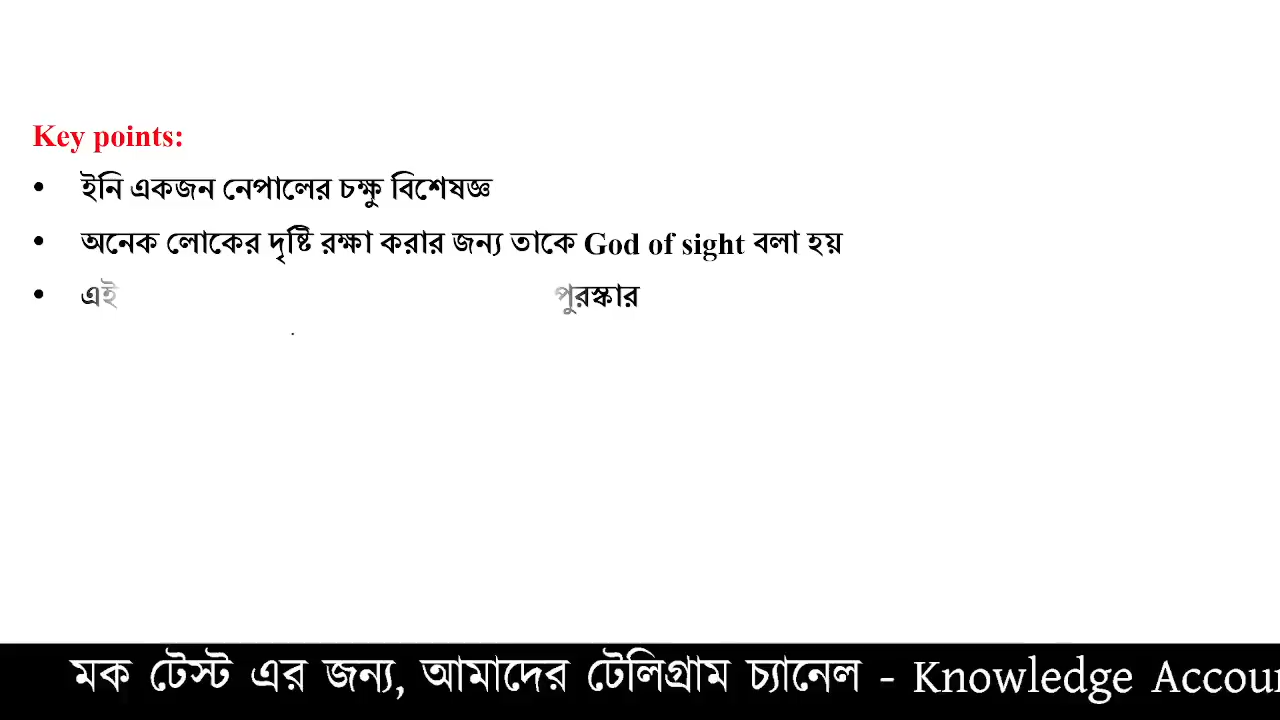 Key points:
• ইনি একজন নেপালের চক্ষু বিশেষজ্ঞ
• অনেক লোকের দৃষ্টি রক্ষা করার জন্য তাকে God of sight বলা হয়
• এই পুরস্কার
মক টেস্ট এর জন্য, আমাদের টেলিগ্রাম চ্যানেল - Knowledge